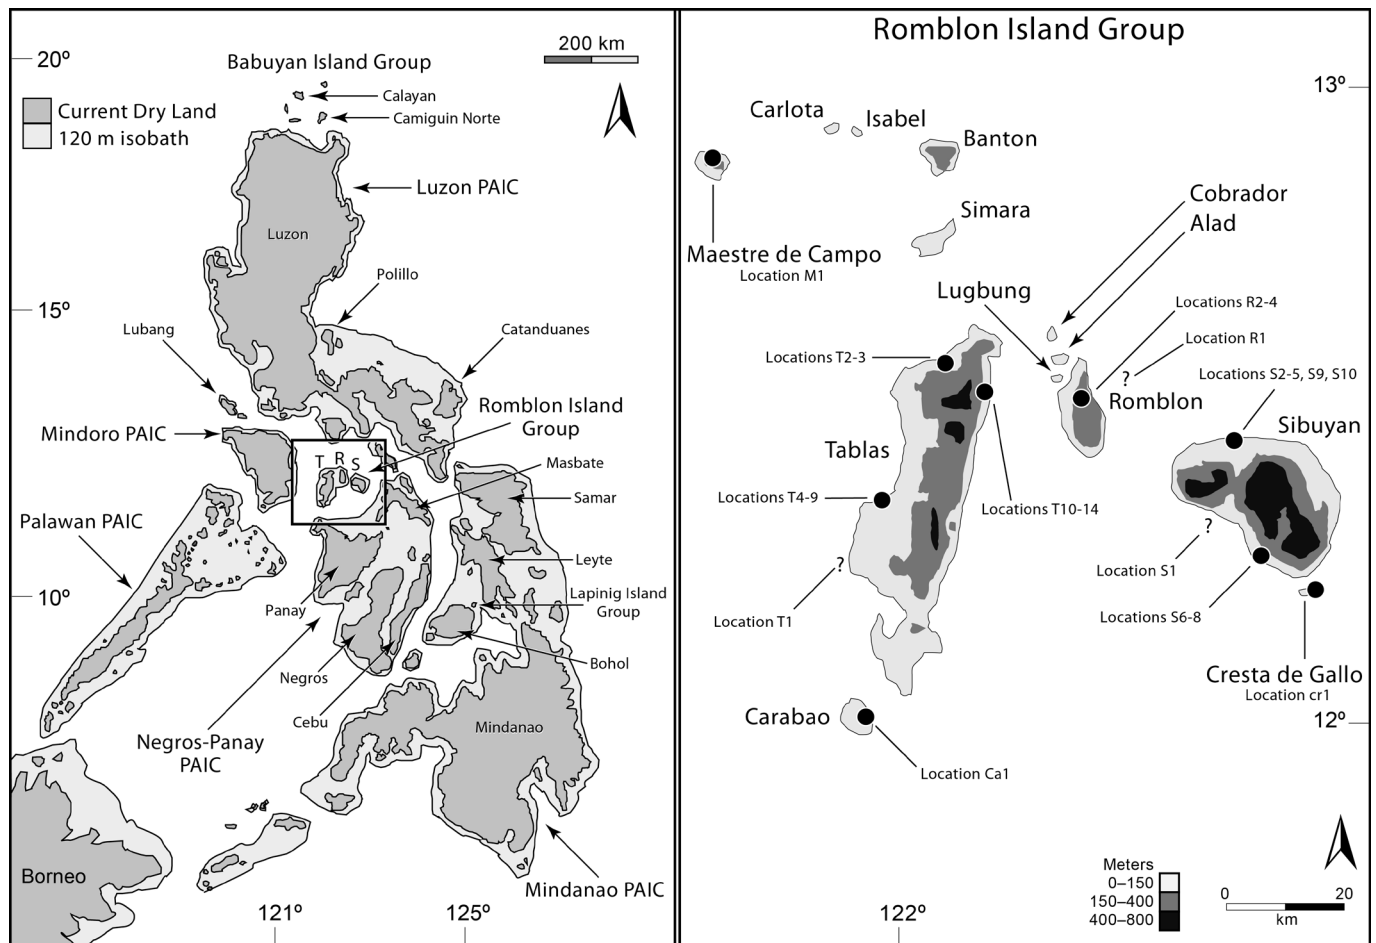 20º
Babuyan Island Group
200 km
Calayan
Camiguin Norte
Current Dry Land
120 m isobath
Luzon PAIC
Luzon
Polillo
15º
Lubang
Catanduanes
Romblon Island
Group
Mindoro PAIC
T R S
Masbate
Samar
Palawan PAIC
Leyte
10º
Lapinig Island
Group
Panay
Bohol
Negros
Cebu
Mindanao
Negros-Panay
PAIC
Borneo
Mindanao PAIC
121º
125º
Romblon Island Group
13º
Carlota
Isabel
Banton
Cobrador
Simara
Alad
Maestre de Campo
Location M1
Lugbung
Locations R2-4
Location R1
Locations T2-3
?
Locations S2-5, S9, S10
Romblon
Sibuyan
Tablas
Locations T4-9
Locations T10-14
?
Location S1
?
Locations S6-8
Location T1
Cresta de Gallo
Location cr1
Carabao
12º
Location Ca1
Meters
0–150
150–400
400–800
0 20
km
122º